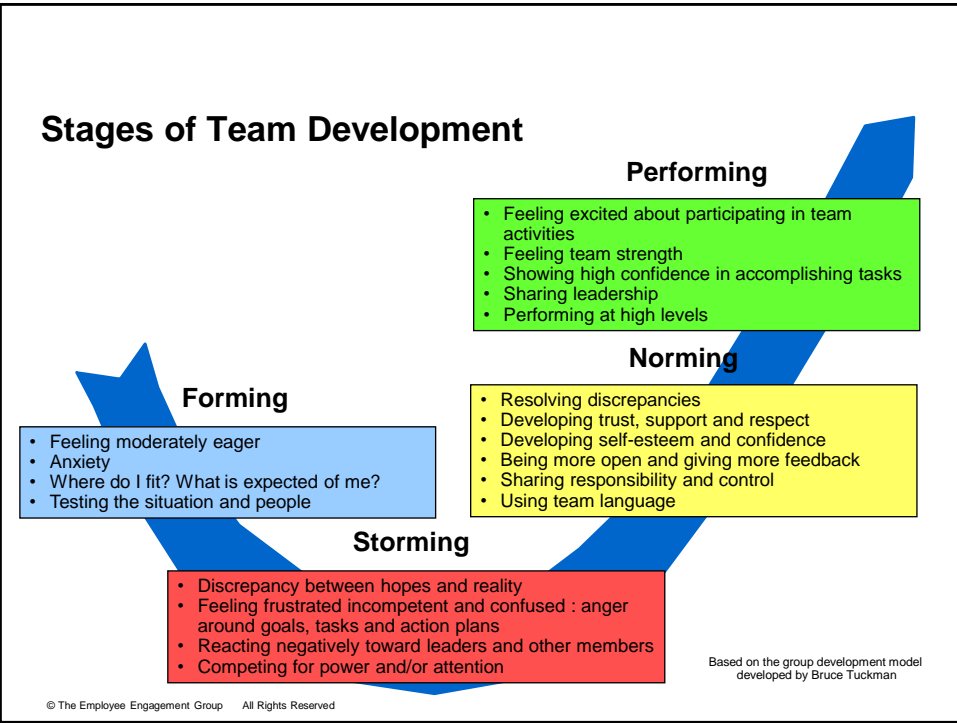 Stages of Team Development
Performing
• Feeling excited about participating in team
activities
• Feeling team strength
• Showing high confidence in accomplishing tasks
• Sharing leadership
• Performing at high levels
Norming
• Resolving discrepancies
• Developing trust, support and respect
• Developing self-esteem and confidence
• Being more open and giving more feedback
• Sharing responsibility and control
• Using team language
Forming
• Feeling moderately eager
• Anxiety
• Where do I fit? What is expected of me?
• Testing the situation and people
Storming
• Discrepancy between hopes and reality
• Feeling frustrated incompetent and confused : anger
around goals, tasks and action plans
• Reacting negatively toward leaders and other members
• Competing for power and/or attention
Based on the group development model
developed by Bruce Tuckman
© The Employee Engagement Group All Rights Reserved